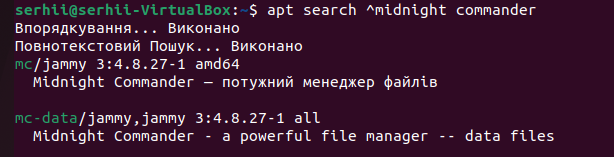 serhii@serhii-VirtualBox:~$ apt search ^midnight commander
Впорядкування... Виконано
Повнотекстовий Пошук... Виконано
mc/jammy 3:4.8.27-1 amd64
Midnight Commander – потужний менеджер файлів
mc-data/jammy,jammy 3:4.8.27-1 all
Midnight Commander - a powerful file manager -- data files